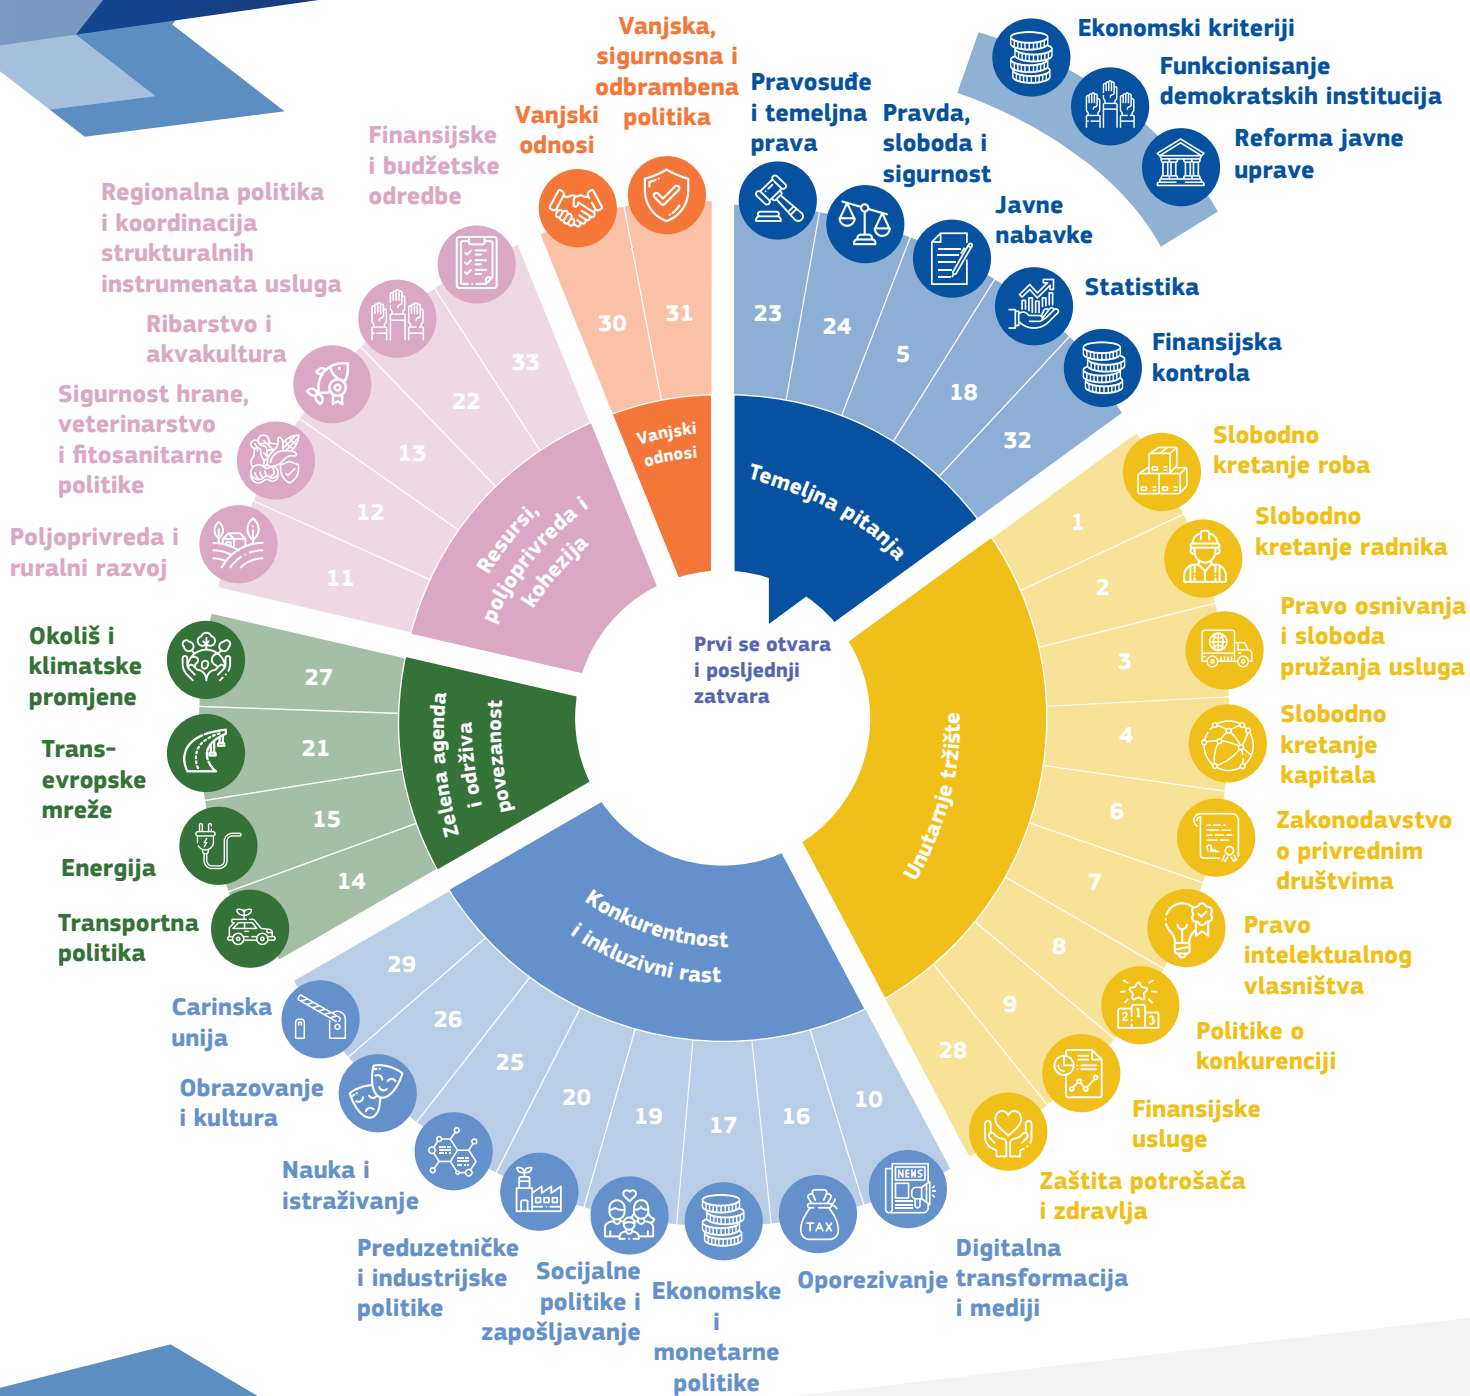 Ekonomski kriteriji
Funkcionisanje
demokratskih institucija
Reforma javne
uprave
Vanjska,
sigurnosna i
odbrambena
politika
Vanjski
odnosi
30
31
Vanjski
odnosi
Pravosuđe
i temeljna
prava
Pravda,
sloboda i
sigurnost
Javne
nabavke
Statistika
Finansijska
kontrola
23
24
5
18
32
Temeljna pitanja
Prvi se otvara
i posljednji
zatvara
Slobodno
kretanje roba
Slobodno
kretanje radnika
Pravo osnivanja
i sloboda
pružanja usluga
Slobodno
kretanje
kapitala
Zakonodavstvo
o privrednim
društvima
Pravo
intelektualnog
vlasništva
Politike o
konkurenciji
Finansijske
usluge
Zaštita potrošača
i zdravlja
1
2
3
4
6
7
8
9
28
Unutarnje tržište
2 1 3
NEWS
TAX
10
16
17
19
20
25
26
29
Konkurentnost
i inkluzivni rast
Digitalna
transformacija
i mediji
Oporezivanje
Ekonomske
i
monetarne
politike
Socijalne
politike i
zapošljavanje
Preduzetničke
i industrijske
politike
Nauka i
istraživanje
Obrazovanje
i kultura
Carinska
unija
Transportna
politika
Energija
Trans-
evropske
mreže
Okoliš i
klimatske
promjene
14
15
21
27
Zelena agenda
i održiva
povezanost
Poljoprivreda i
ruralni razvoj
Sigurnost hrane,
veterinarstvo
i fitosanitarne
politike
Ribarstvo i
akvakultura
Regionalna politika
i koordinacija
strukturalnih
instrumenata usluga
Finansijske
i budžetske
odredbe
11
12
13
22
33
Resursi,
poljoprivreda i
kohezija